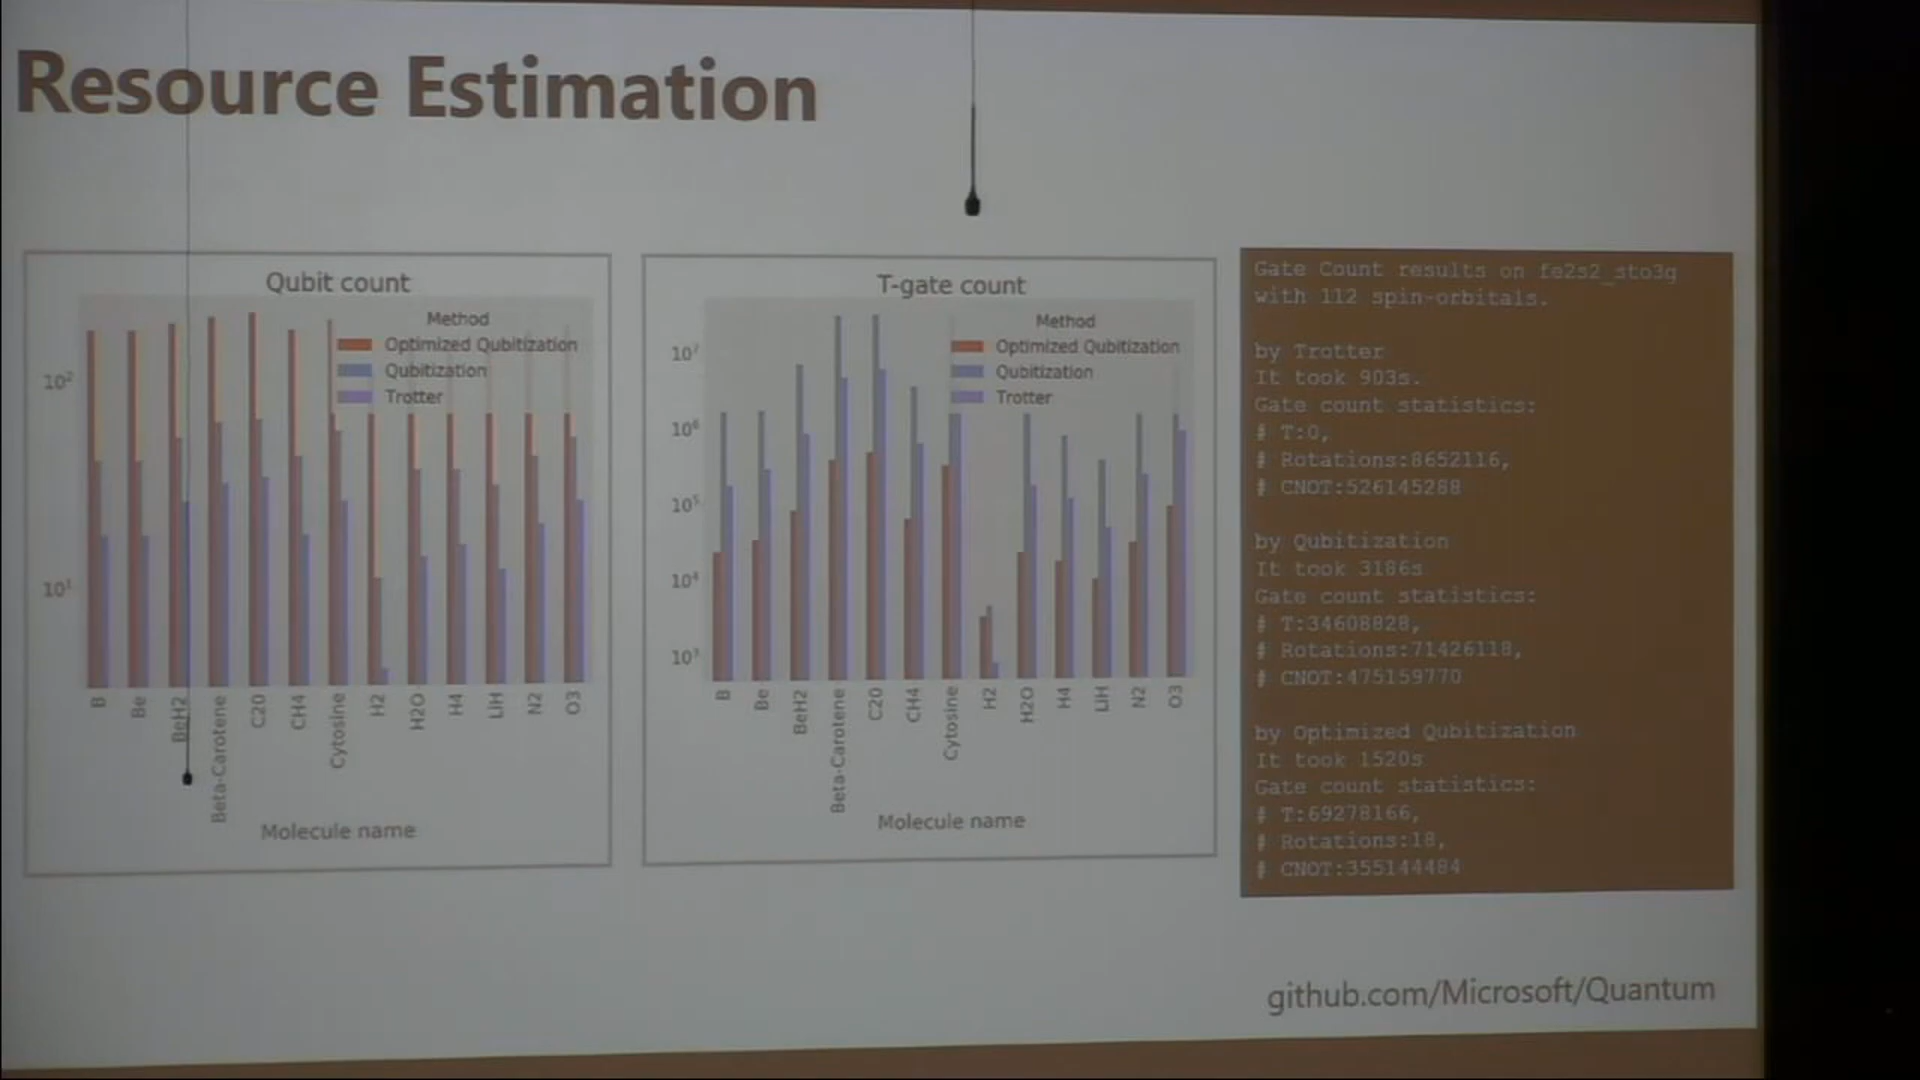 Resource Estimation
Qubit count
Method
Optimized Qubitization
Qubitization
Trotter
10²
10¹
B
Be
BeH2
Beta-Carotene
C20
CH4
Cytosine
H2
H2O
H4
LiH
N2
O3
Molecule name
T-gate count
Method
Optimized Qubitization
Qubitization
Trotter
10⁷
10⁶
10⁵
10⁴
10³
B
Be
BeH2
Beta-Carotene
C20
CH4
Cytosine
H2
H2O
H4
LiH
N2
O3
Molecule name
Gate Count results on fe2s2_sto3g
with 112 spin-orbitals.
by Trotter
It took 903s.
Gate count statistics:
# T:0,
# Rotations:8652116,
# CNOT:526145288
by Qubitization
It took 3186s
Gate count statistics:
# T:34608828,
# Rotations:71426118,
# CNOT:475159770
by Optimized Qubitization
It took 1520s
Gate count statistics:
# T:69278166,
# Rotations:18,
# CNOT:355144484
github.com/Microsoft/Quantum